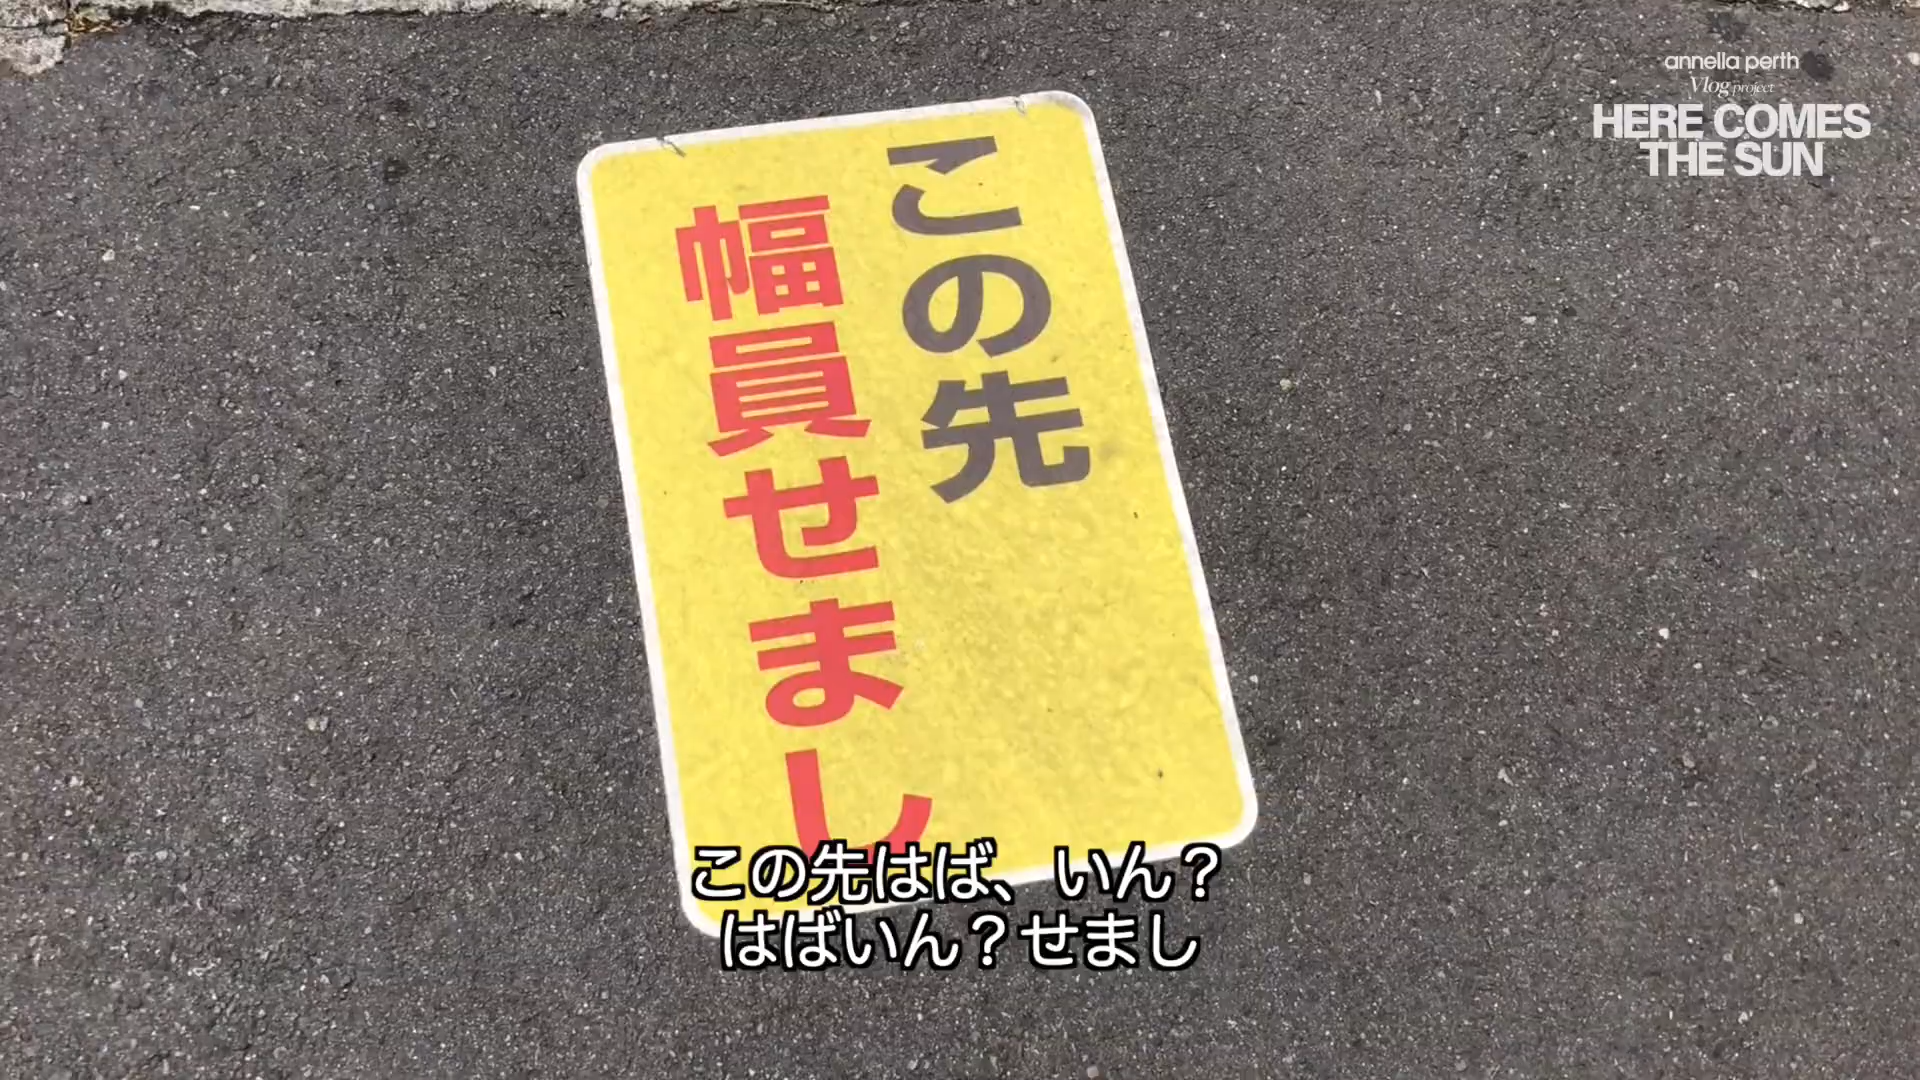 annella perth
Vlog project
HERE COMES
THE SUN
この先
幅員せまし
この先はば、いん？
はばいん？せまし